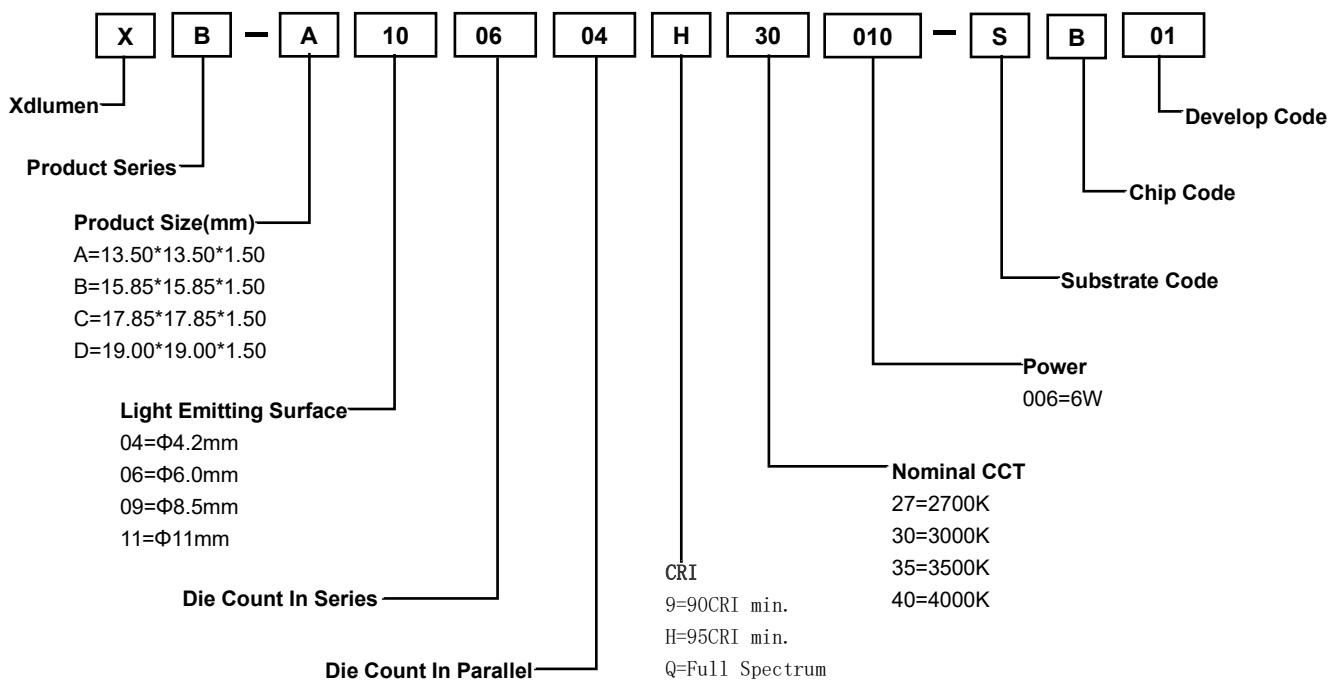 X B - A 10 06 04 H 30 010 - S B 01
Xdlumen
Develop Code
Product Series
Chip Code
Product Size(mm)
A=13.50*13.50*1.50
B=15.85*15.85*1.50
C=17.85*17.85*1.50
D=19.00*19.00*1.50
Substrate Code
Power
006=6W
Light Emitting Surface
04=Φ4.2mm
06=Φ6.0mm
09=Φ8.5mm
11=Φ11mm
Nominal CCT
27=2700K
30=3000K
35=3500K
40=4000K
Die Count In Series
CRI
9=90CRI min.
H=95CRI min.
Q=Full Spectrum
Die Count In Parallel